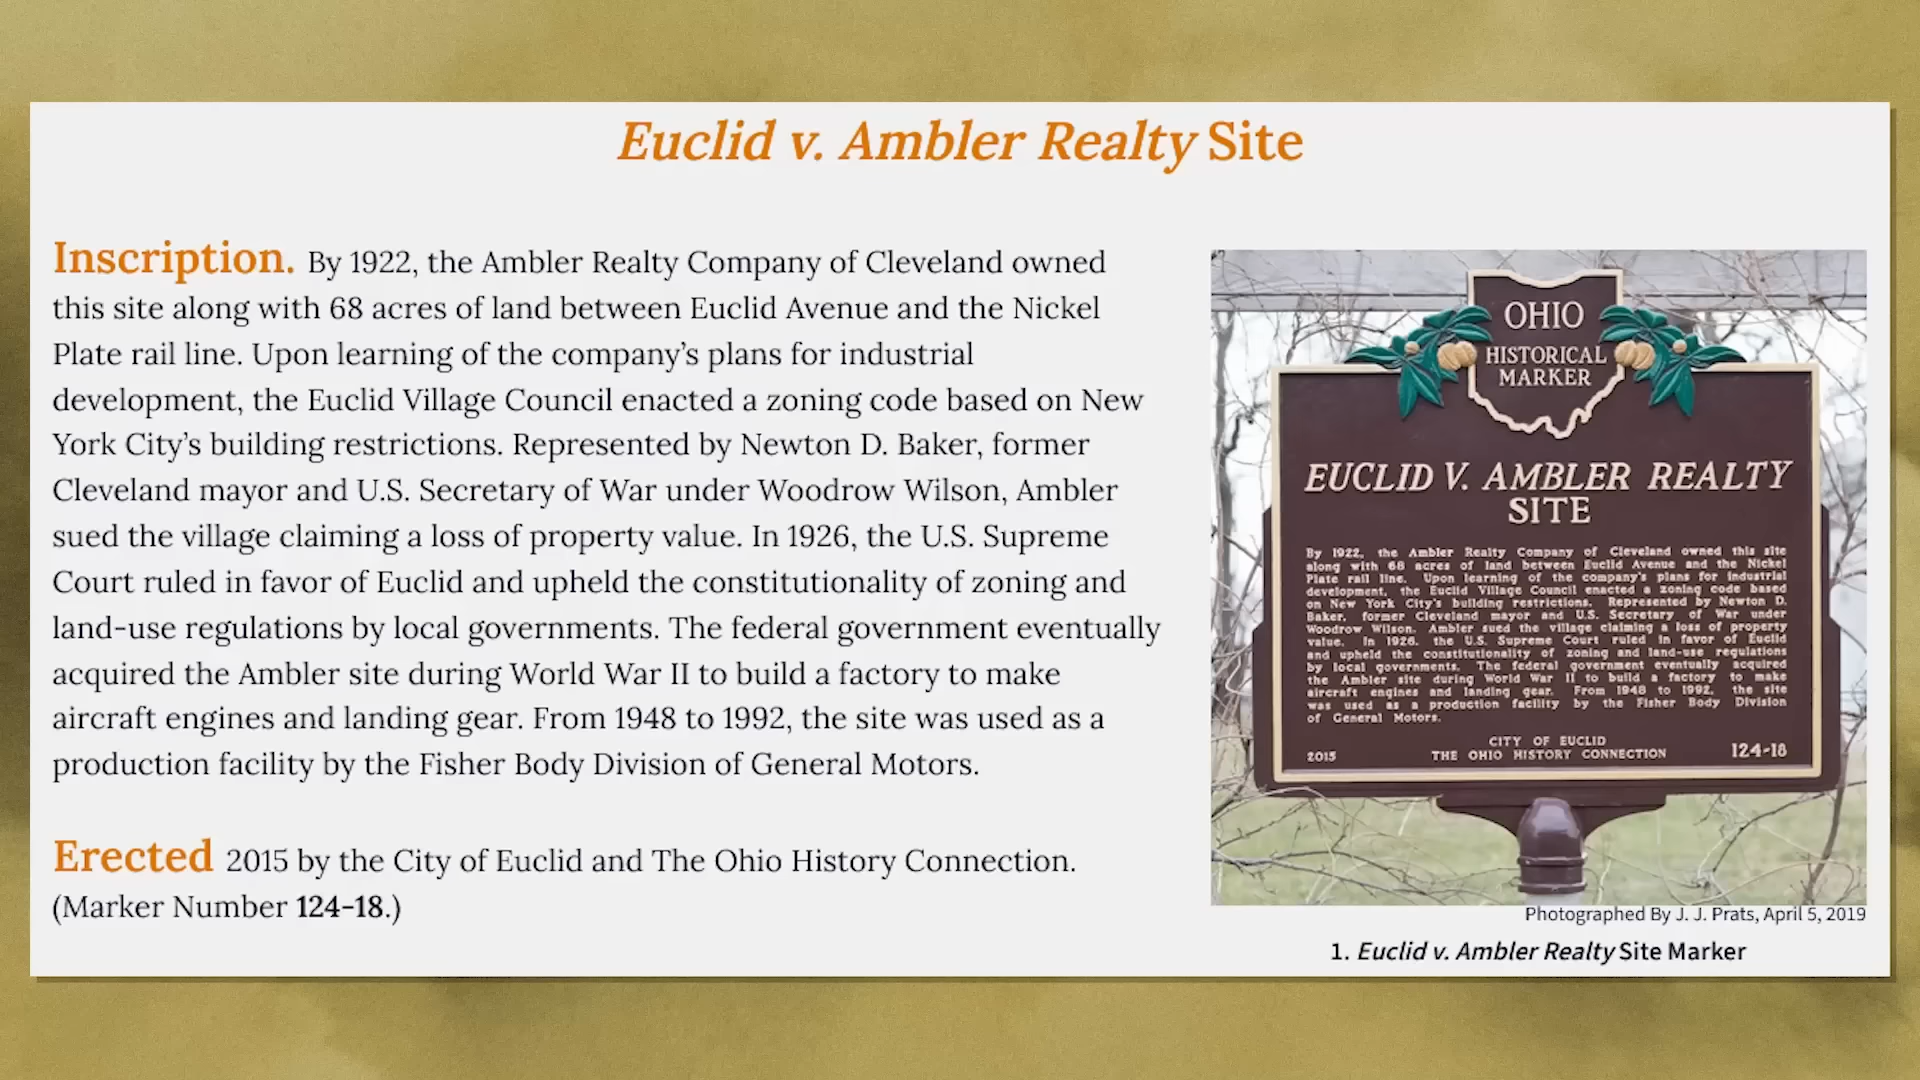 Euclid v. Ambler Realty Site
Inscription. By 1922, the Ambler Realty Company of Cleveland owned
this site along with 68 acres of land between Euclid Avenue and the Nickel
Plate rail line. Upon learning of the company’s plans for industrial
development, the Euclid Village Council enacted a zoning code based on New
York City’s building restrictions. Represented by Newton D. Baker, former
Cleveland mayor and U.S. Secretary of War under Woodrow Wilson, Ambler
sued the village claiming a loss of property value. In 1926, the U.S. Supreme
Court ruled in favor of Euclid and upheld the constitutionality of zoning and
land-use regulations by local governments. The federal government eventually
acquired the Ambler site during World War II to build a factory to make
aircraft engines and landing gear. From 1948 to 1992, the site was used as a
production facility by the Fisher Body Division of General Motors.
Erected 2015 by the City of Euclid and The Ohio History Connection.
(Marker Number 124-18.)
OHIO
HISTORICAL
MARKER
EUCLID V. AMBLER REALTY
SITE
By 1922, the Ambler Realty Company of Cleveland owned this site
along with 68 acres of land between Euclid Avenue and the Nickel
Plate rail line. Upon learning of the company's plans for industrial
development, the Euclid Village Council enacted a zoning code based
on New York City's building restrictions. Represented by Newton D.
Baker, former Cleveland mayor and U.S. Secretary of War under
Woodrow Wilson, Ambler sued the village claiming a loss of property
value. In 1926, the U.S. Supreme Court ruled in favor of Euclid
and upheld the constitutionality of zoning and land-use regulations
by local governments. The federal government eventually acquired
the Ambler site during World War II to build a factory to make
aircraft engines and landing gear. From 1948 to 1992, the site
was used as a production facility by the Fisher Body Division
of General Motors.
CITY OF EUCLID
2015 THE OHIO HISTORY CONNECTION 124-18
Photographed By J. J. Prats, April 5, 2019
1. Euclid v. Ambler Realty Site Marker